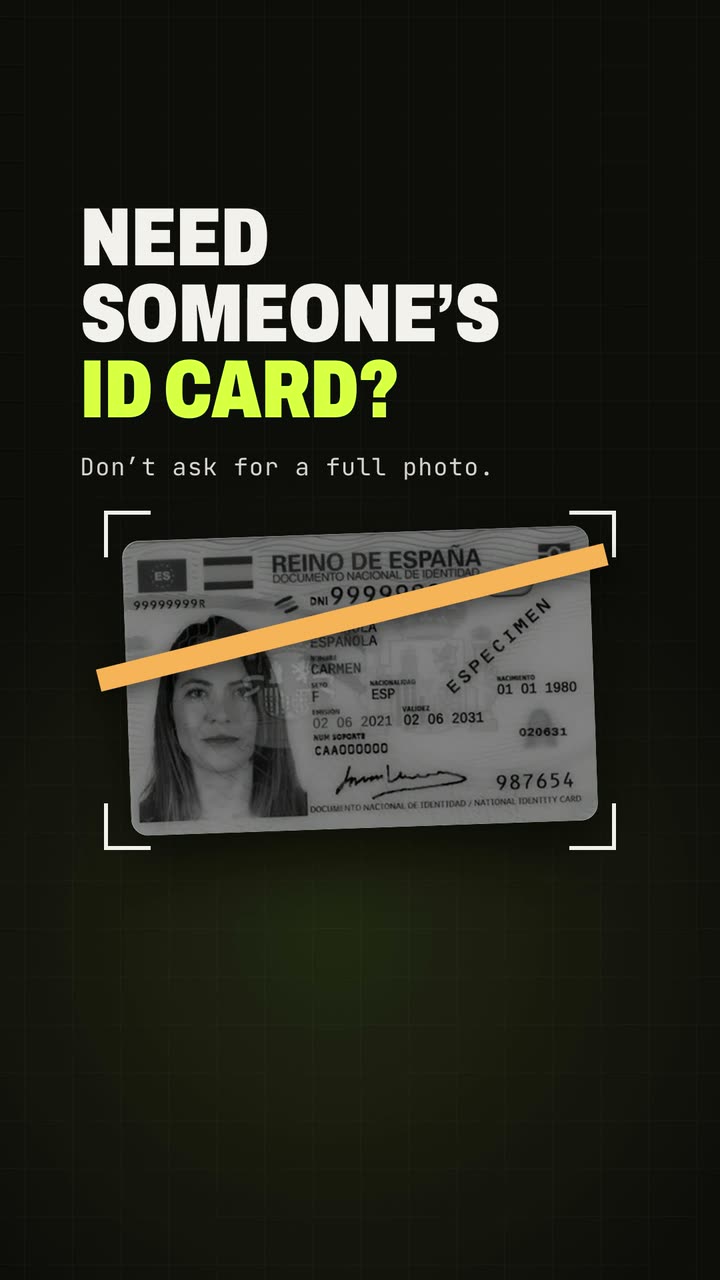 NEED
SOMEONE’S
ID CARD?
Don’t ask for a full photo.
ES
REINO DE ESPAÑA
DOCUMENTO NACIONAL DE IDENTIDAD
99999999R
DNI
ESPAÑOLA
CARMEN
SEXO
F
NACIONALIDAD
ESP
ESPECIMEN
NACIMIENTO
01 01 1980
EMISIÓN
02 06 2021
VALIDEZ
02 06 2031
NUM SOPORTE
CAA000000
020631
987654
DOCUMENTO NACIONAL DE IDENTIDAD / NATIONAL IDENTITY CARD